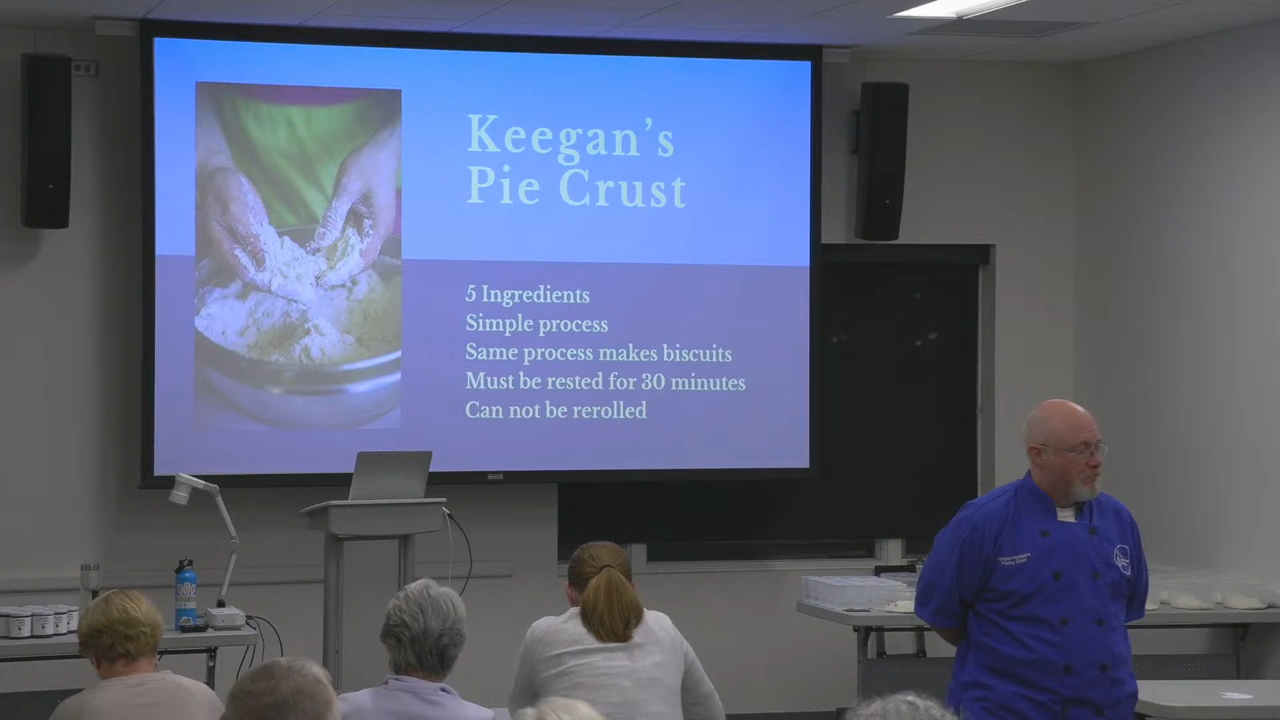 Keegan's
Pie Crust
5 Ingredients
Simple process
Same process makes biscuits
Must be rested for 30 minutes
Can not be rerolled